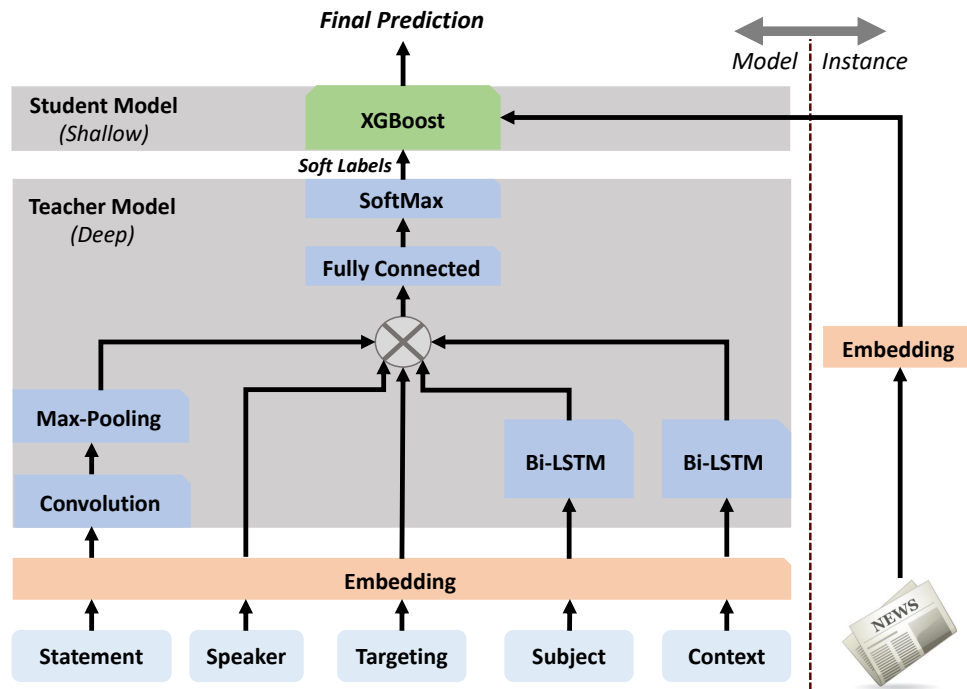 Final Prediction
Model
Instance
Student Model
(Shallow)
XGBoost
Soft Labels
Teacher Model
(Deep)
SoftMax
Fully Connected
Embedding
Max-Pooling
Bi-LSTM
Bi-LSTM
Convolution
Embedding
NEWS
Statement
Speaker
Targeting
Subject
Context